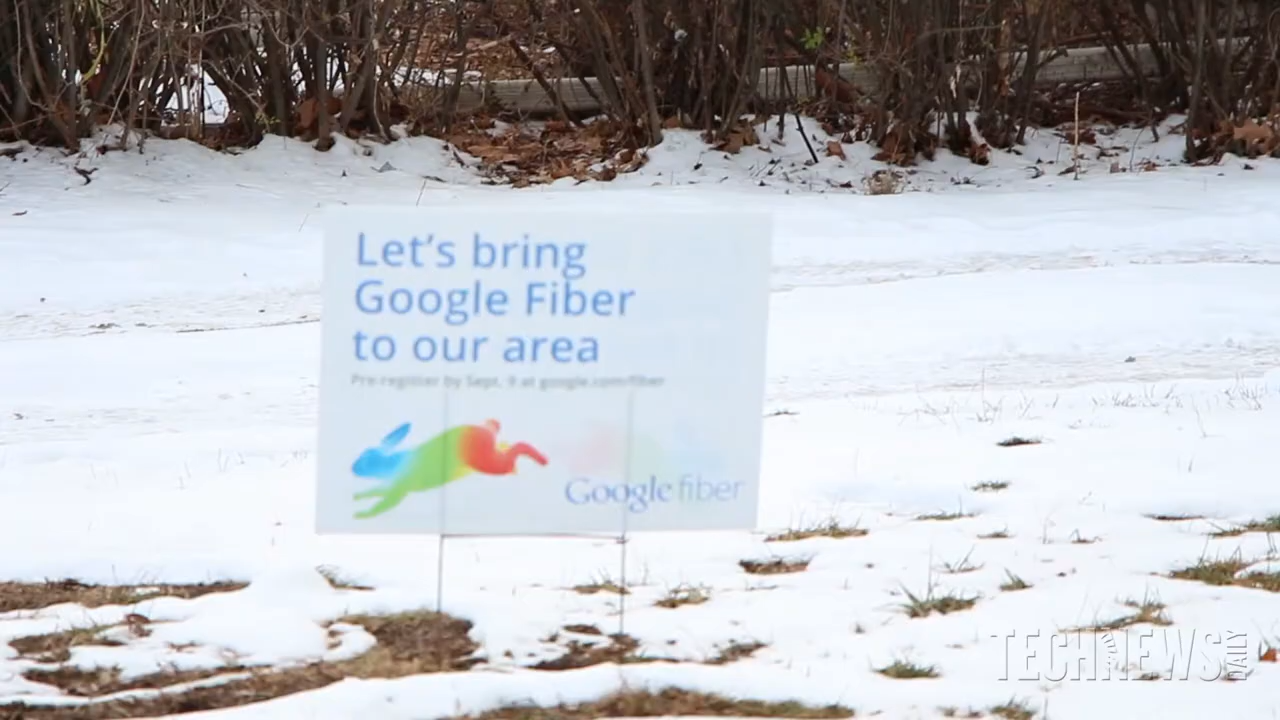 Let's bring
Google Fiber
to our area
Pre-register by Sept. 9 at google.com/fiber
Google fiber
TECHNEWS
DAILY